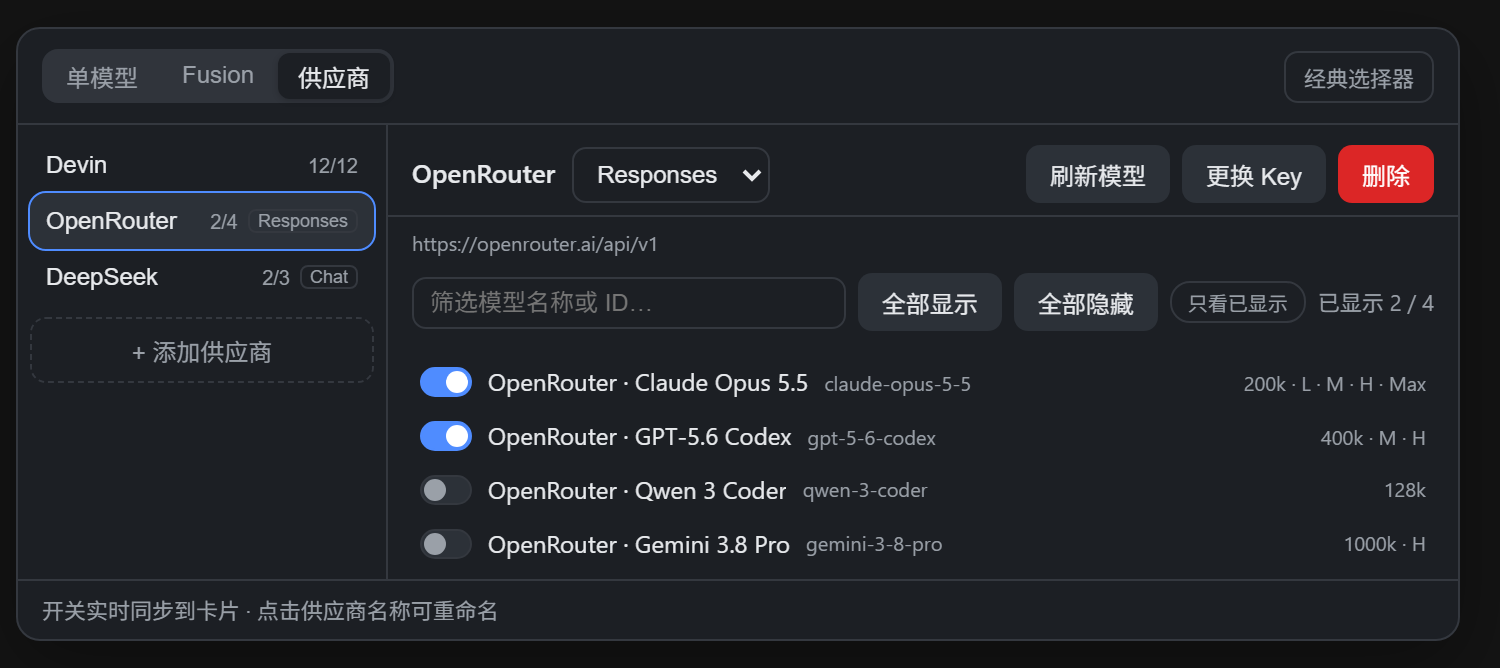 单模型 Fusion 供应商 经典选择器
Devin 12/12
OpenRouter 2/4 Responses
DeepSeek 2/3 Chat
+ 添加供应商
OpenRouter Responses 刷新模型 更换 Key 删除
https://openrouter.ai/api/v1
筛选模型名称或 ID… 全部显示 全部隐藏 只看已显示 已显示 2 / 4
OpenRouter · Claude Opus 5.5 claude-opus-5-5 200k · L · M · H · Max
OpenRouter · GPT-5.6 Codex gpt-5-6-codex 400k · M · H
OpenRouter · Qwen 3 Coder qwen-3-coder 128k
OpenRouter · Gemini 3.8 Pro gemini-3-8-pro 1000k · H
开关实时同步到卡片 · 点击供应商名称可重命名